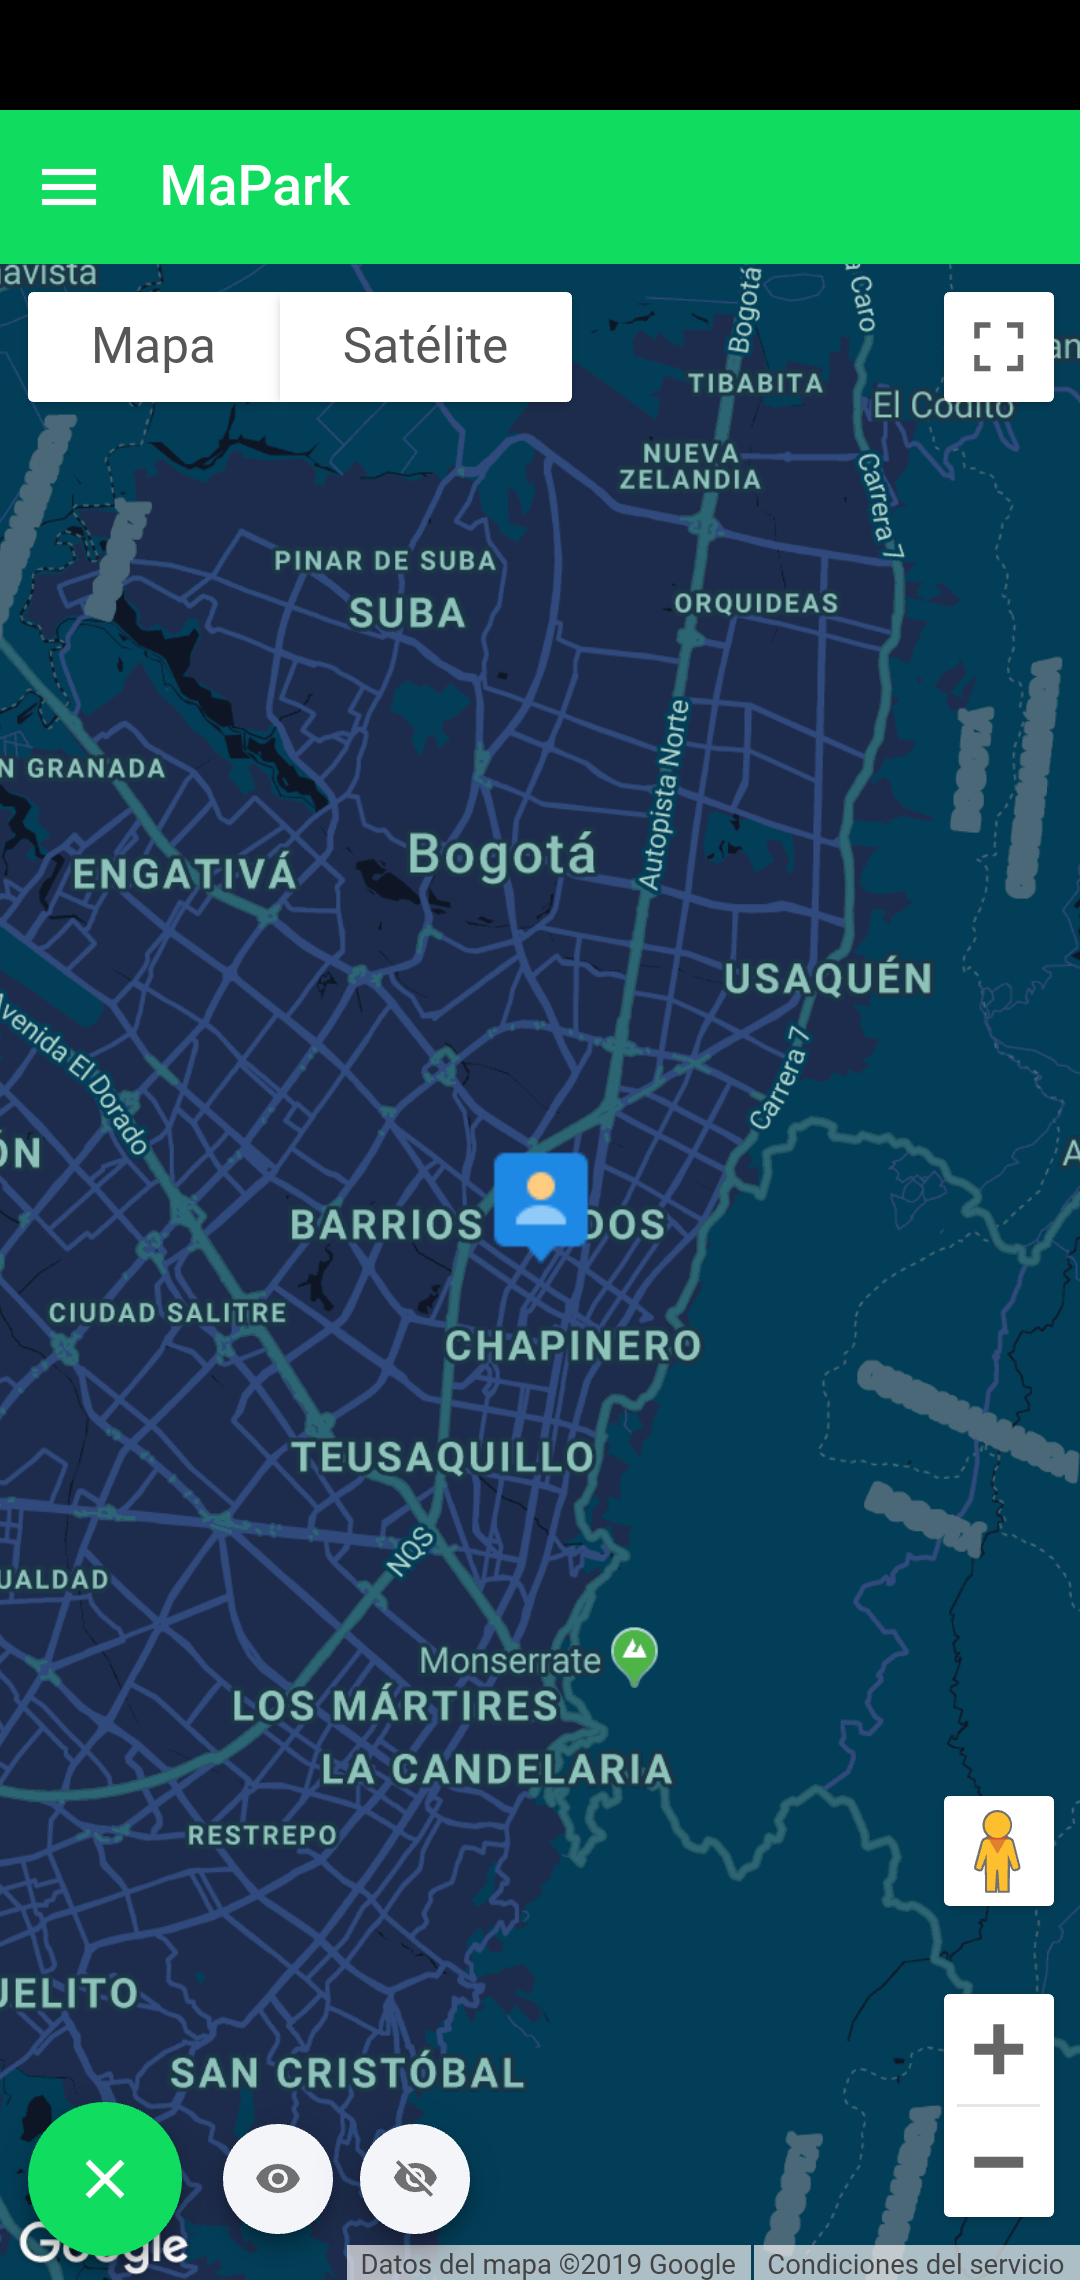 MaPark
avista
Mapa
Satélite
Bogotá
a Caro
TIBABITA
El Codito
NUEVA
ZELANDIA
Carrera 7
PINAR DE SUBA
SUBA
ORQUIDEAS
Autopista Norte
N GRANADA
Bogotá
ENGATIVÁ
USAQUÉN
Avenida El Dorado
Carrera 7
ÓN
A
BARRIOS DOS
CIUDAD SALITRE
CHAPINERO
TEUSAQUILLO
NQS
UALDAD
Monserrate
LOS MÁRTIRES
LA CANDELARIA
RESTREPO
UELITO
SAN CRISTÓBAL
Google
Datos del mapa ©2019 Google
Condiciones del servicio